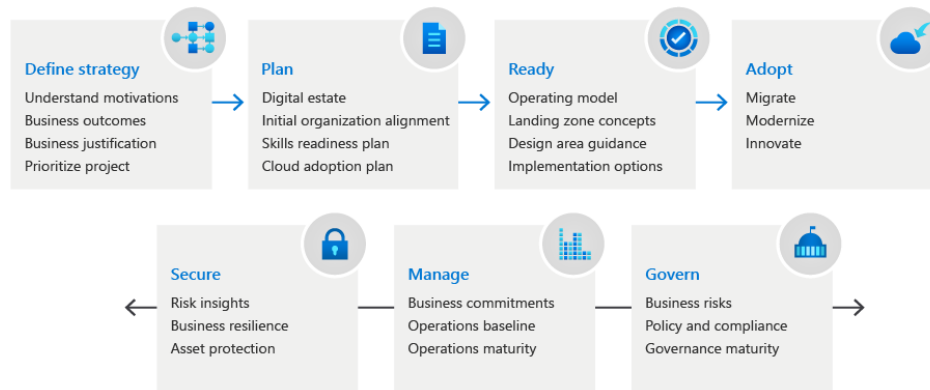 Define strategy
Understand motivations
Business outcomes
Business justification
Prioritize project
Plan
Digital estate
Initial organization alignment
Skills readiness plan
Cloud adoption plan
Ready
Operating model
Landing zone concepts
Design area guidance
Implementation options
Adopt
Migrate
Modernize
Innovate
Secure
Risk insights
Business resilience
Asset protection
Manage
Business commitments
Operations baseline
Operations maturity
Govern
Business risks
Policy and compliance
Governance maturity